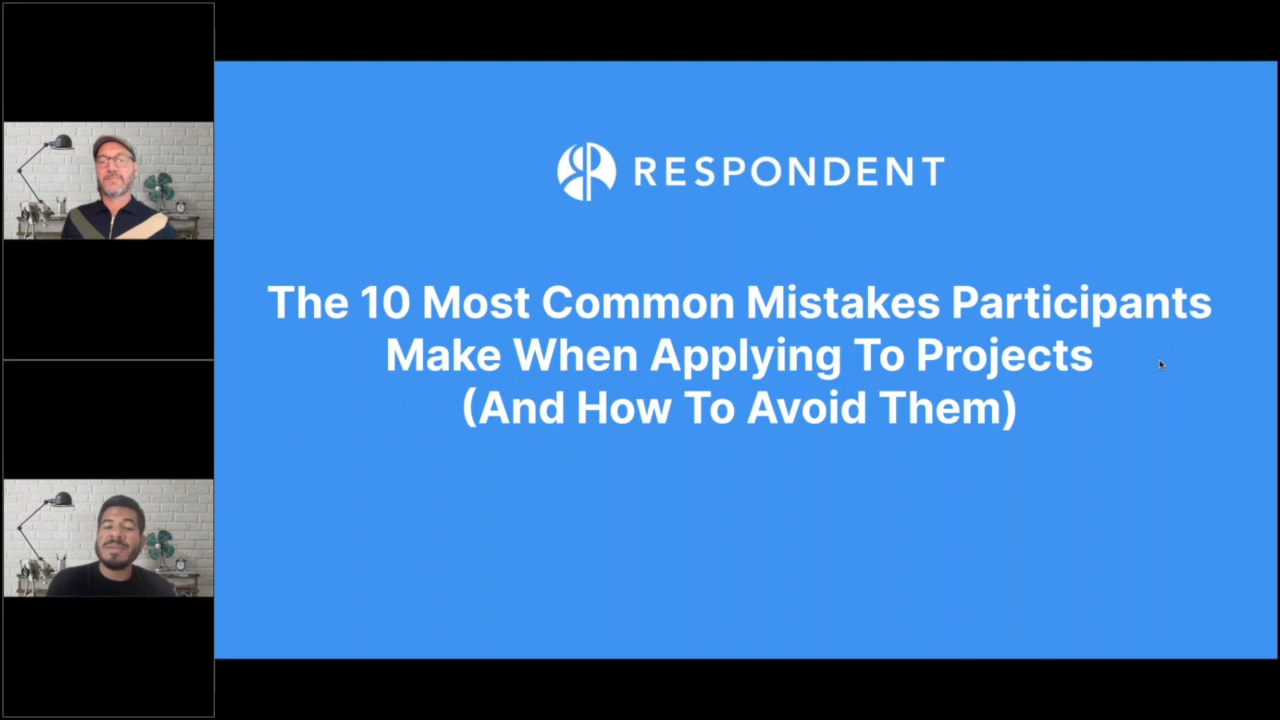 RESPONDENT
The 10 Most Common Mistakes Participants
Make When Applying To Projects
(And How To Avoid Them)